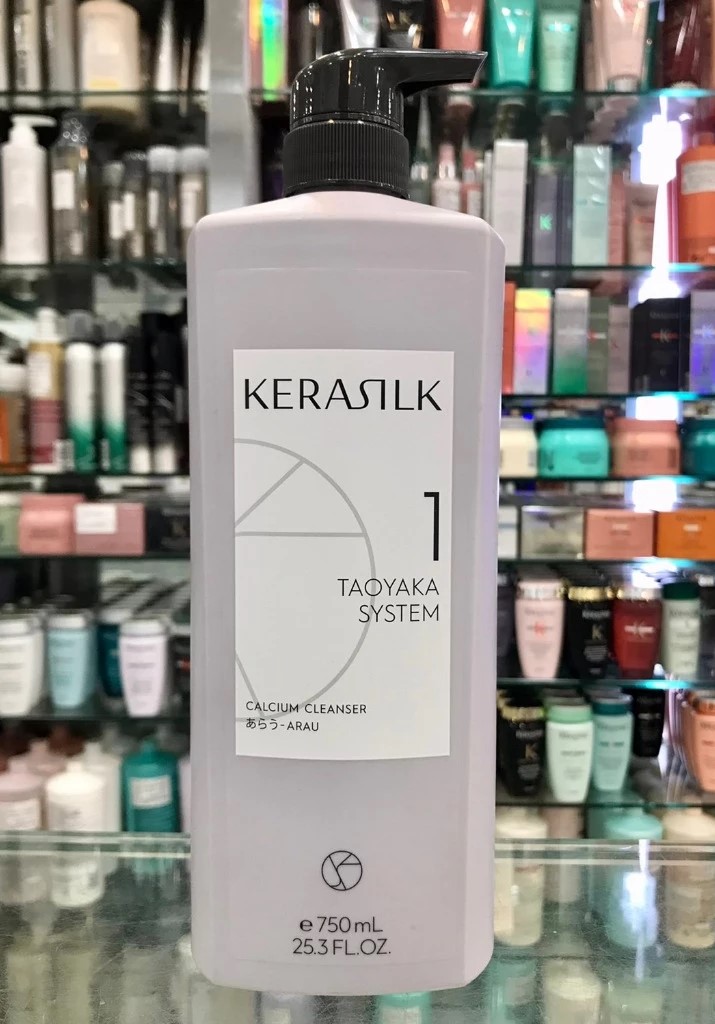 KERASILK
1
TAOYAKA
SYSTEM
CALCIUM CLEANSER
あらう-ARAU
e 750 mL
25.3 FL.OZ.